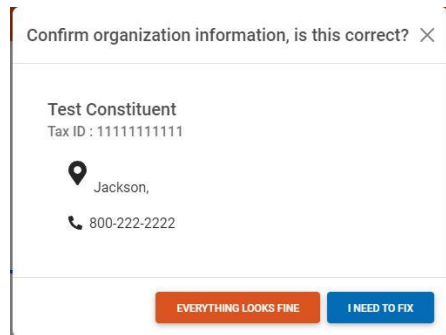 Confirm organization information, is this correct? ×
Test Constituent
Tax ID : 11111111111
Jackson,
800-222-2222
EVERYTHING LOOKS FINE
I NEED TO FIX